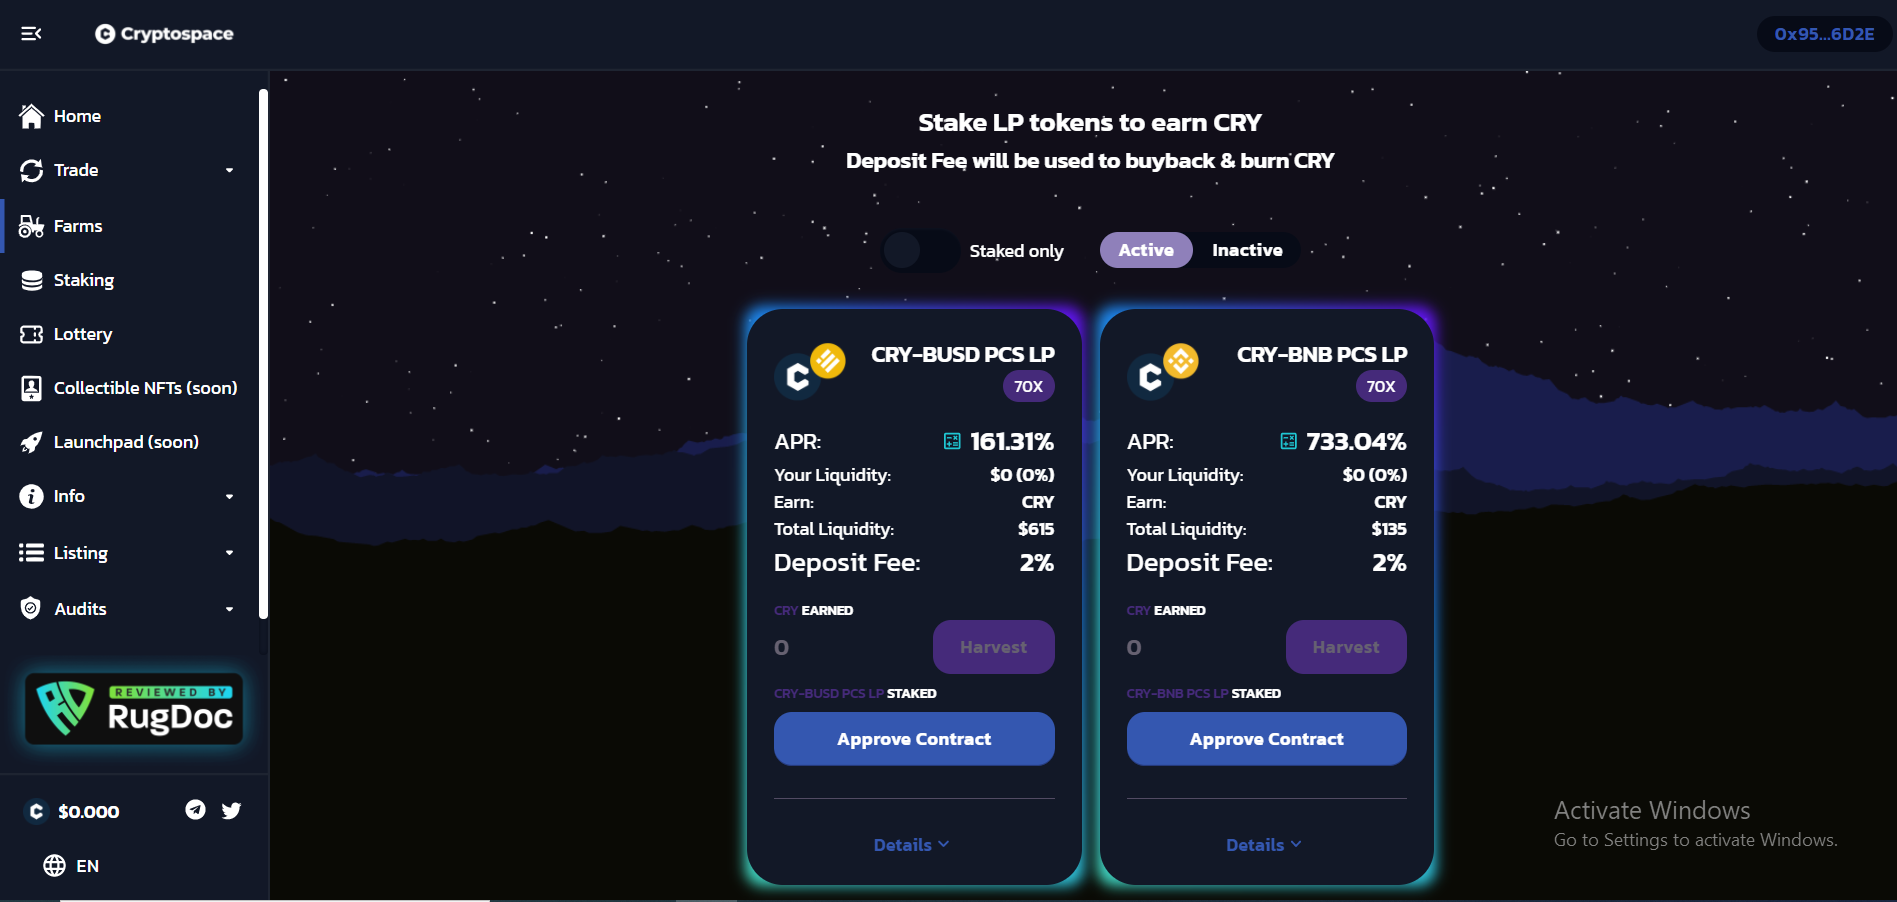 Cryptospace
0x95...6D2E
Home
Trade
Farms
Staking
Lottery
Collectible NFTs (soon)
Launchpad (soon)
Info
Listing
Audits
REVIEWED BY
RugDoc
$0.000
EN
Stake LP tokens to earn CRY
Deposit Fee will be used to buyback & burn CRY
Staked only
Active
Inactive
CRY-BUSD PCS LP
70X
APR: 161.31%
Your Liquidity: $0 (0%)
Earn: CRY
Total Liquidity: $615
Deposit Fee: 2%
CRY EARNED
0
Harvest
CRY-BUSD PCS LP STAKED
Approve Contract
Details
CRY-BNB PCS LP
70X
APR: 733.04%
Your Liquidity: $0 (0%)
Earn: CRY
Total Liquidity: $135
Deposit Fee: 2%
CRY EARNED
0
Harvest
CRY-BNB PCS LP STAKED
Approve Contract
Details
Activate Windows
Go to Settings to activate Windows.